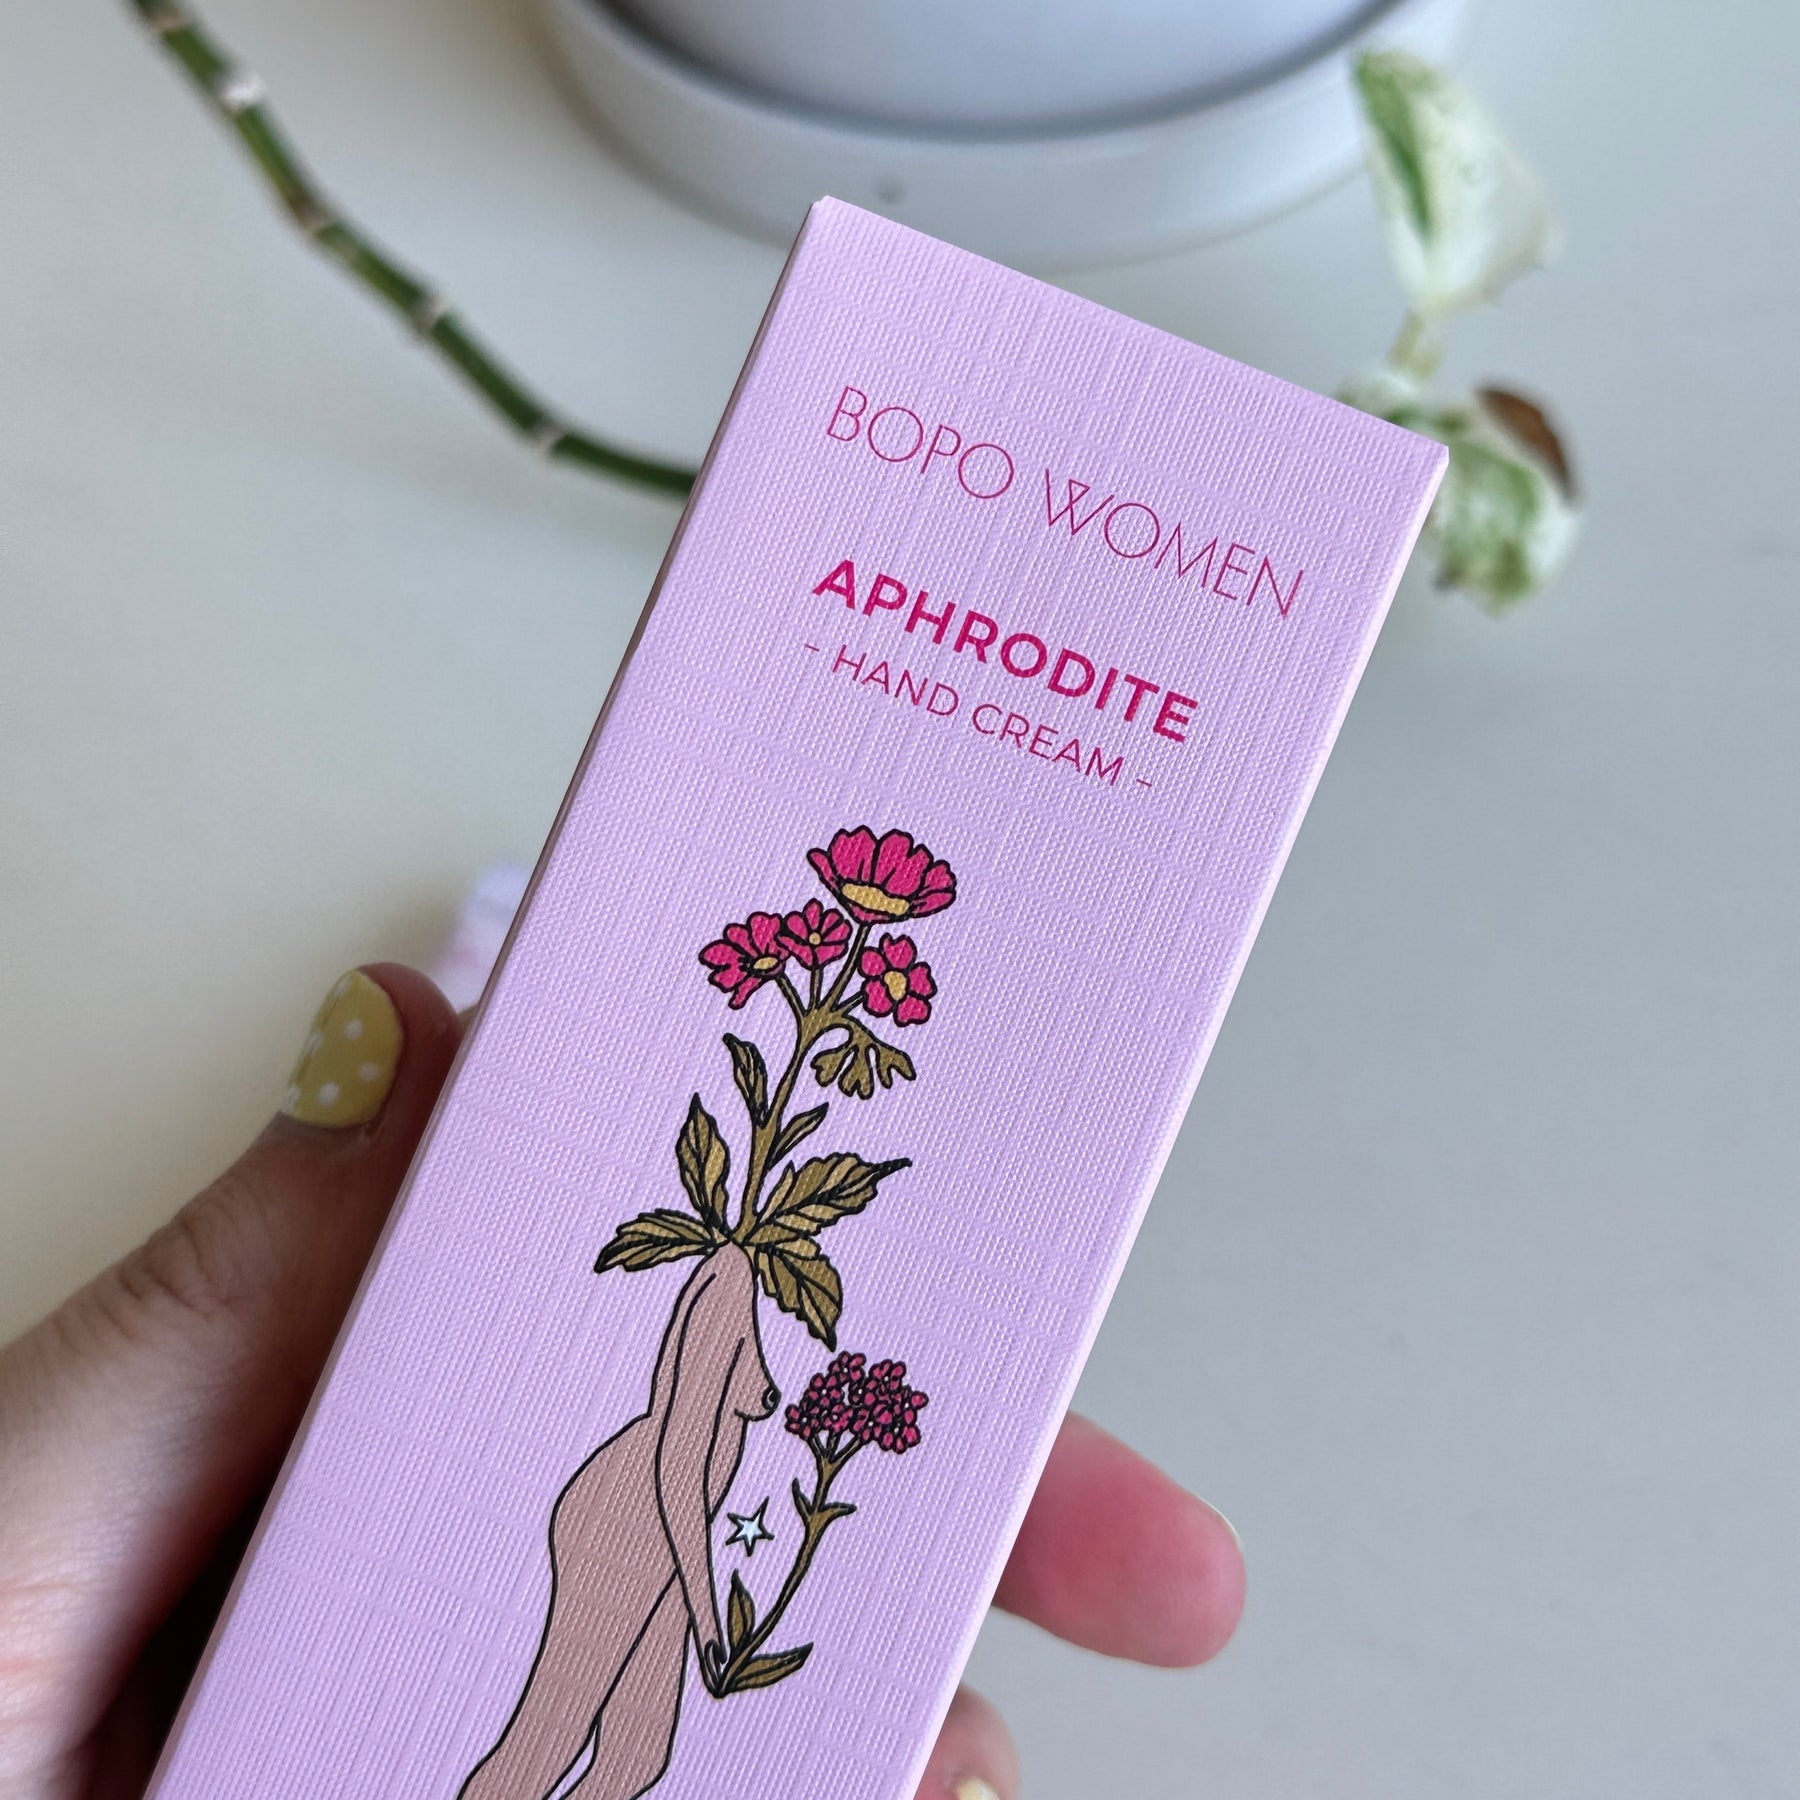 BOPO WOMEN
APHRODITE
- HAND CREAM -